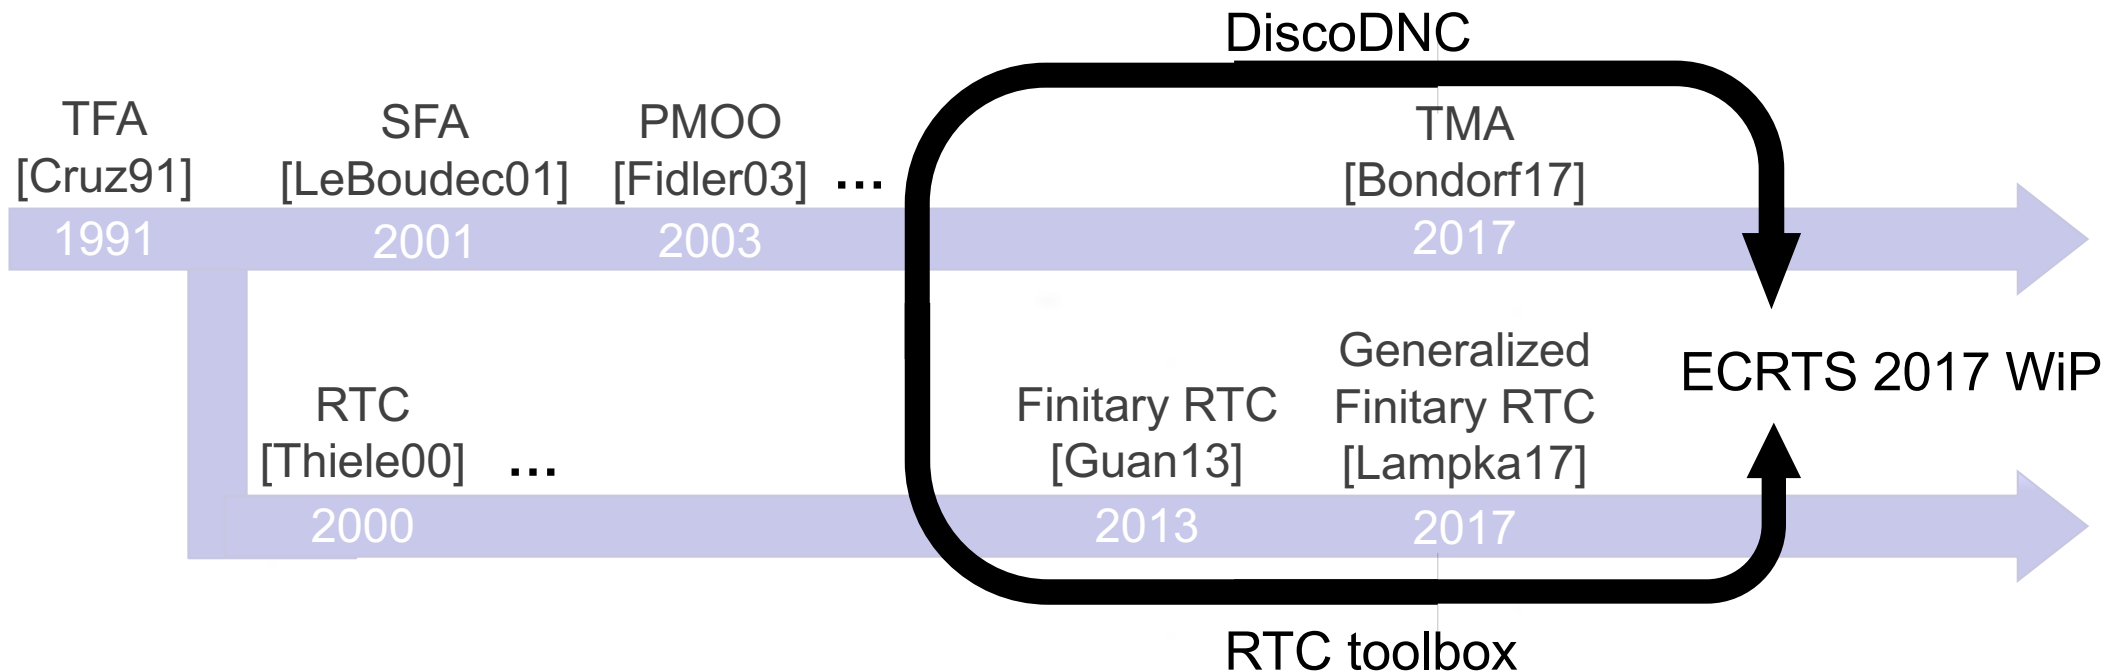 DiscoDNC
TFA
[Cruz91]
SFA
[LeBoudec01]
PMOO
[Fidler03]
...
TMA
[Bondorf17]
1991
2001
2003
2017
RTC
[Thiele00]
...
Finitary RTC
[Guan13]
Generalized
Finitary RTC
[Lampka17]
ECRTS 2017 WiP
2000
2013
2017
RTC toolbox